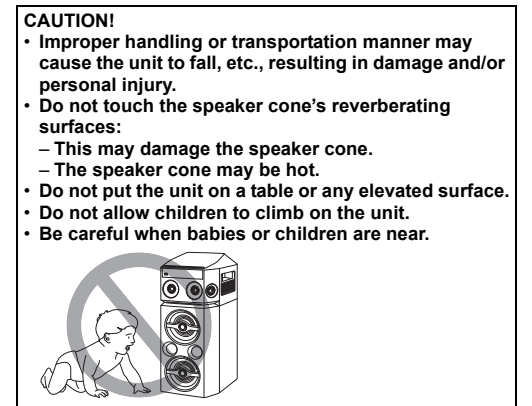 CAUTION!
• Improper handling or transportation manner may
cause the unit to fall, etc., resulting in damage and/or
personal injury.
• Do not touch the speaker cone's reverberating
surfaces:
– This may damage the speaker cone.
– The speaker cone may be hot.
• Do not put the unit on a table or any elevated surface.
• Do not allow children to climb on the unit.
• Be careful when babies or children are near.